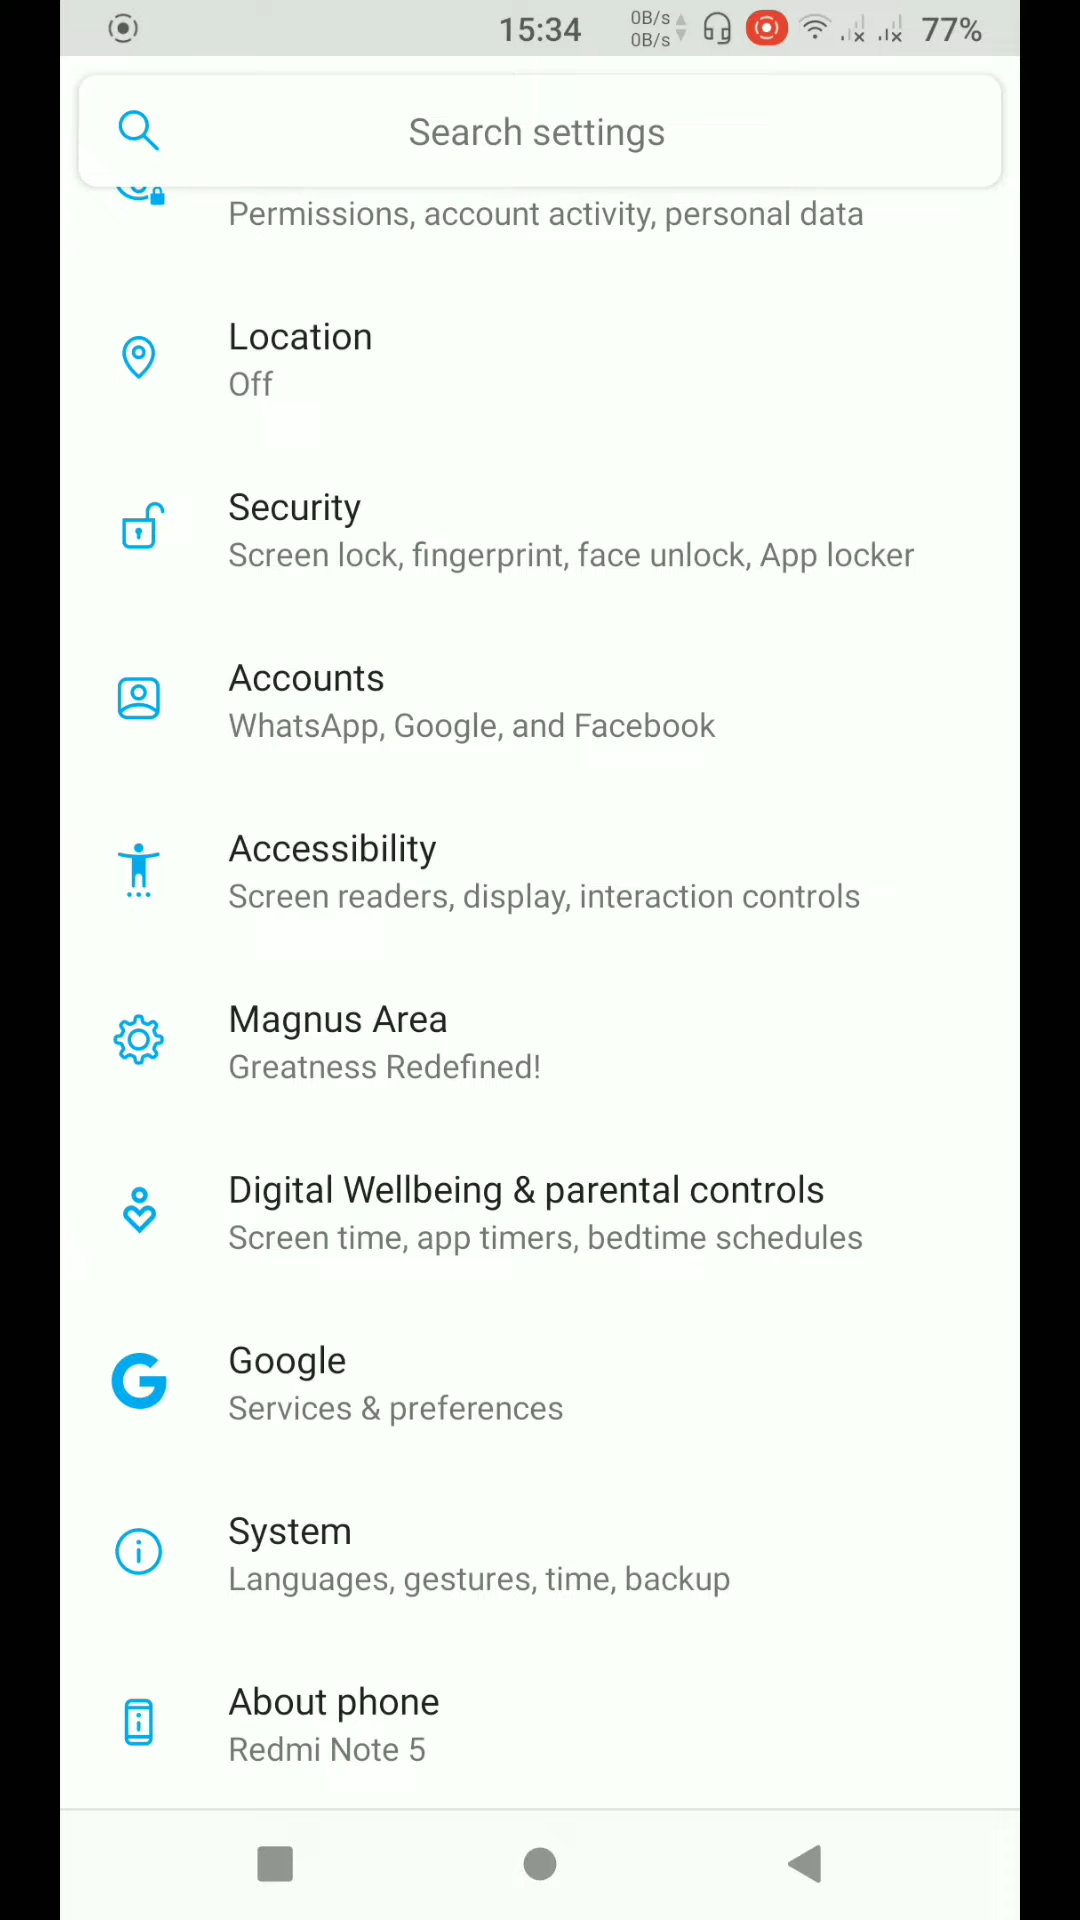 15:34
0B/s
0B/s
77%
Search settings
Permissions, account activity, personal data
Location
Off
Security
Screen lock, fingerprint, face unlock, App locker
Accounts
WhatsApp, Google, and Facebook
Accessibility
Screen readers, display, interaction controls
Magnus Area
Greatness Redefined!
Digital Wellbeing & parental controls
Screen time, app timers, bedtime schedules
Google
Services & preferences
System
Languages, gestures, time, backup
About phone
Redmi Note 5